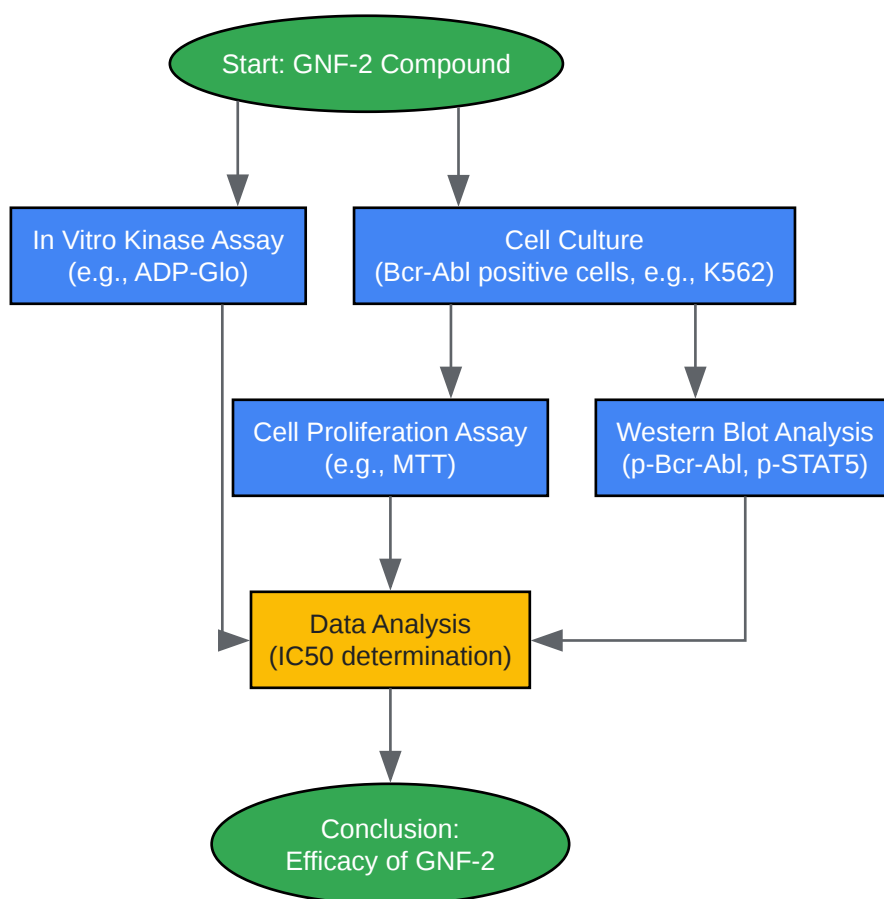 Start: GNF-2 Compound
In Vitro Kinase Assay
(e.g., ADP-Glo)
Cell Culture
(Bcr-Abl positive cells, e.g., K562)
Cell Proliferation Assay
(e.g., MTT)
Western Blot Analysis
(p-Bcr-Abl, p-STAT5)
Data Analysis
(IC50 determination)
Conclusion:
Efficacy of GNF-2